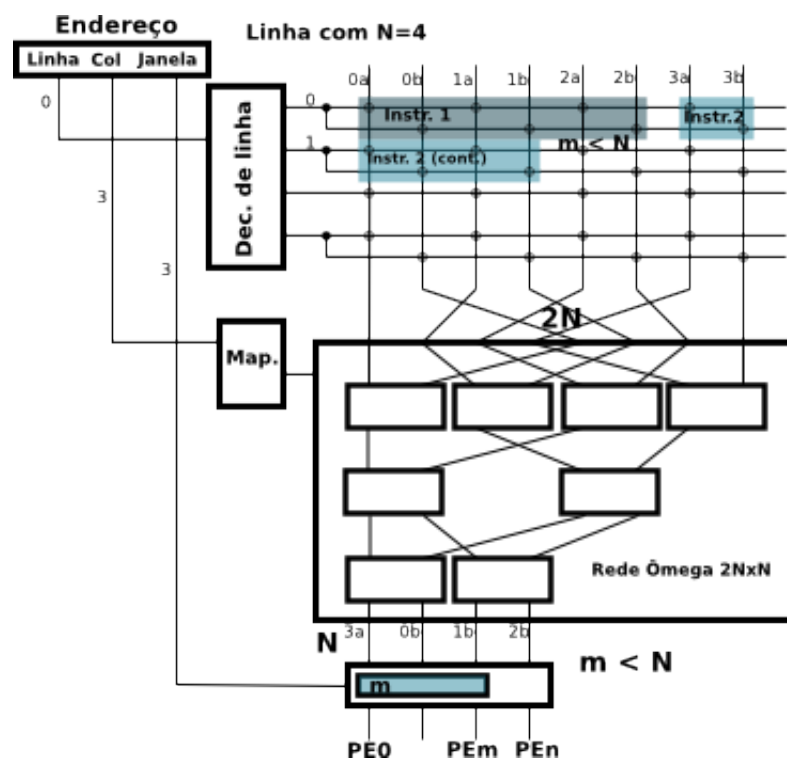 Endereço
Linha com N=4
Linha Col Janela
0a 0b 1a 1b 2a 2b 3a 3b
0
0
Instr. 1
Instr.2
Dec. de linha
1
m < N
Instr. 2 (cont.)
3
3
2N
Map.
Rede Ômega 2NxN
N
3a 0b 1b 2b
m < N
m
PE0 PEm PEn